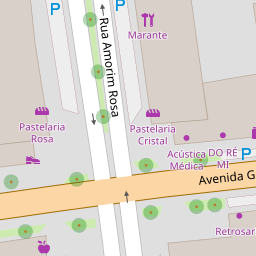 P
P
Marante
← Rua Amorim Rosa
Pastelaria
Rosa
Pastelaria
Cristal
Acústica
Médica
DO RÉ
MI
P
Avenida G
Retrosar